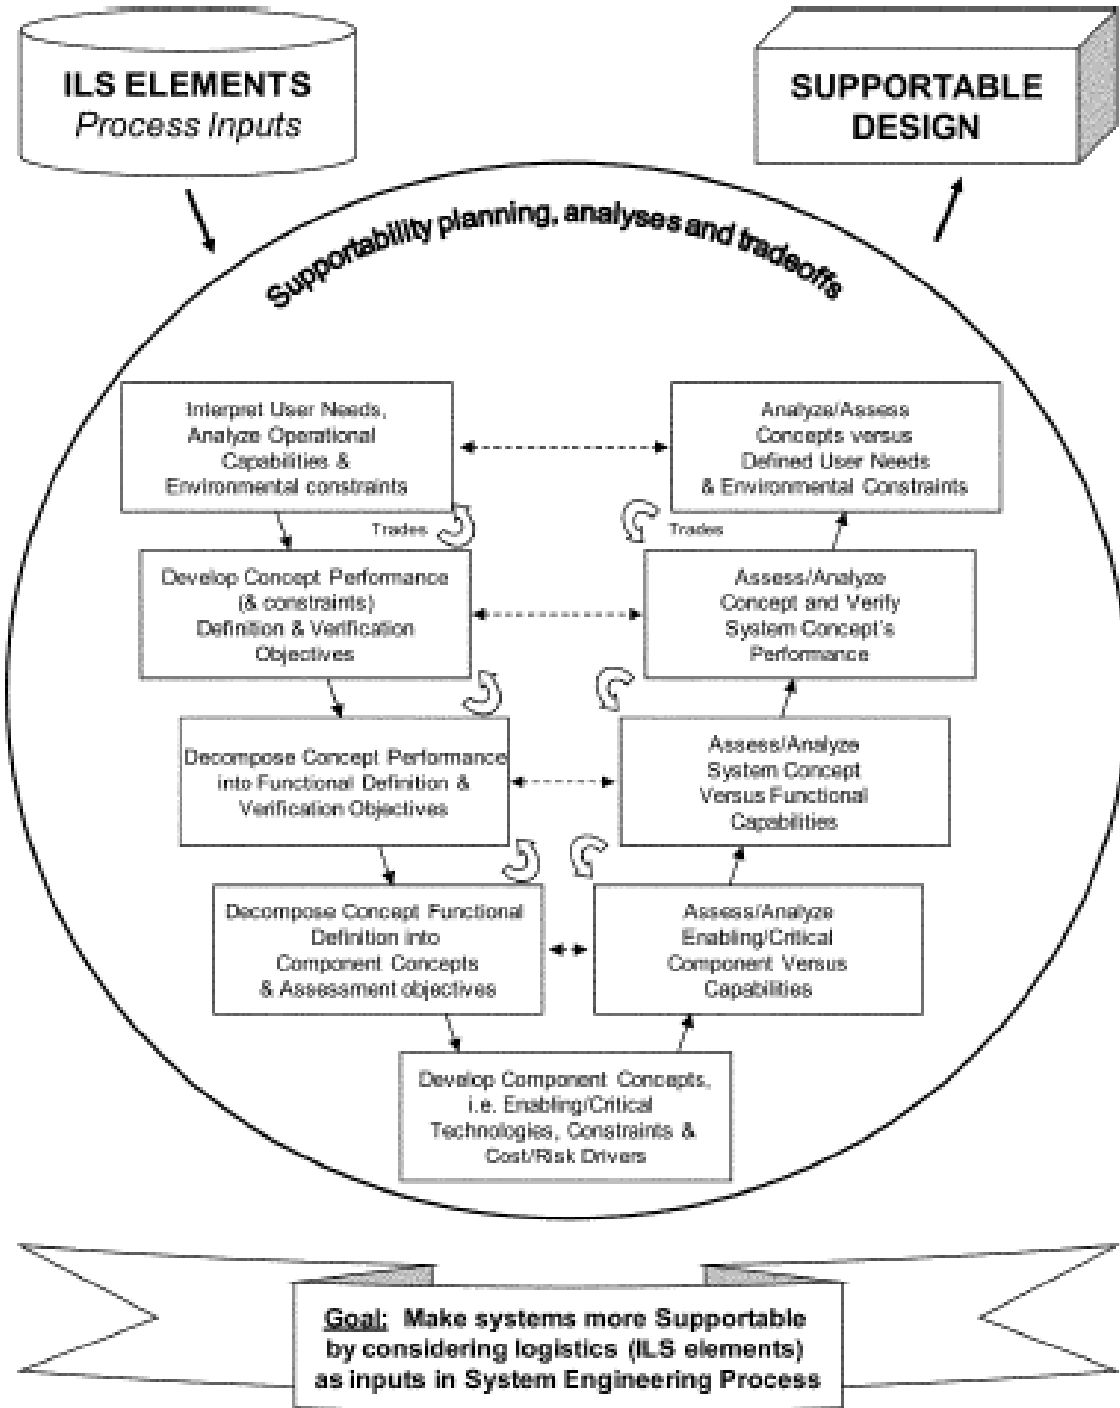 ILS ELEMENTS
Process Inputs
SUPPORTABLE
DESIGN
Supportability planning, analyses and tradeoffs
Interpret User Needs,
Analyze Operational
Capabilities &
Environmental constraints
Analyze/Assess
Concepts versus
Defined User Needs
& Environmental Constraints
Trades
Trades
Develop Concept Performance
(& constraints)
Definition & Verification
Objectives
Assess/Analyze
Concept and Verify
System Concept's
Performance
Decompose Concept Performance
into Functional Definition &
Verification Objectives
Assess/Analyze
System Concept
Versus Functional
Capabilities
Decompose Concept Functional
Definition into
Component Concepts
& Assessment objectives
Assess/Analyze
Enabling/Critical
Component Versus
Capabilities
Develop Component Concepts,
i.e. Enabling/Critical
Technologies, Constraints &
Cost/Risk Drivers
Goal: Make systems more Supportable
by considering logistics (ILS elements)
as inputs in System Engineering Process